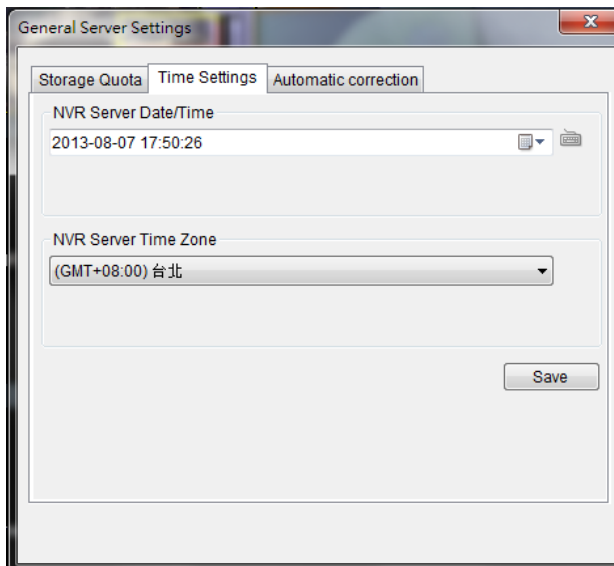 General Server Settings
Storage Quota Time Settings Automatic correction
NVR Server Date/Time
2013-08-07 17:50:26
NVR Server Time Zone
(GMT+08:00) 台北
Save